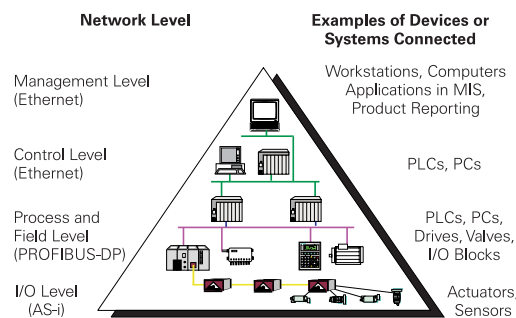 Network Level
Examples of Devices or
Systems Connected
Management Level
(Ethernet)
Workstations, Computers
Applications in MIS,
Product Reporting
Control Level
(Ethernet)
PLCs, PCs
Process and
Field Level
(PROFIBUS-DP)
PLCs, PCs,
Drives, Valves,
I/O Blocks
I/O Level
(AS-i)
Actuators,
Sensors